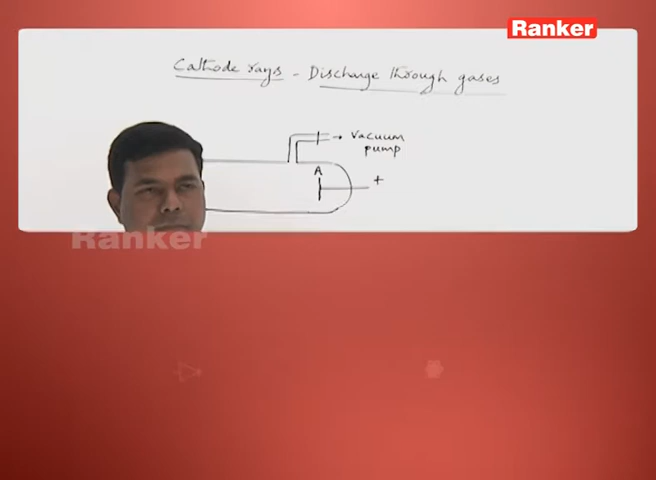 Ranker
Cathode rays - Discharge through gases
→ Vacuum
pump
A
+
Ranker